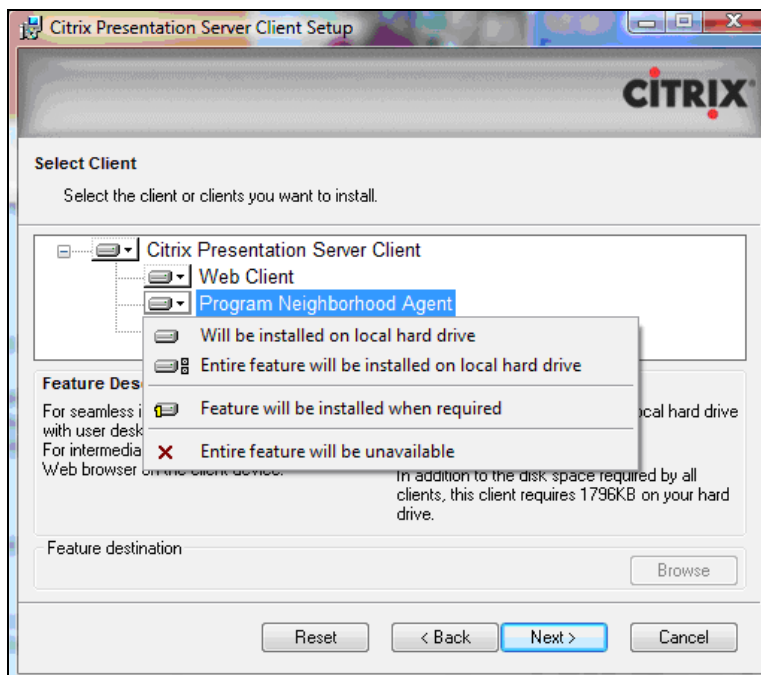 Citrix Presentation Server Client Setup
CITRIX
Select Client
Select the client or clients you want to install.
Citrix Presentation Server Client
Web Client
Program Neighborhood Agent
Will be installed on local hard drive
Entire feature will be installed on local hard drive
Feature will be installed when required
Entire feature will be unavailable
Feature Des
For seamless i
ocal hard drive
with user desk
For intermedia
Web browser on the client device.
In addition to the disk space required by all
clients, this client requires 1796KB on your hard
drive.
Feature destination
Browse
Reset
< Back
Next >
Cancel